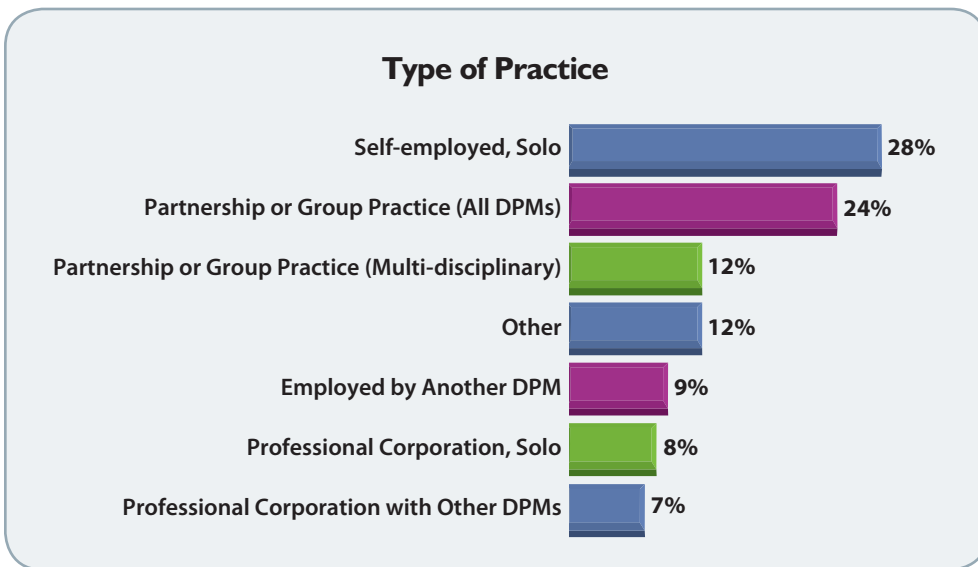 Type of Practice
Self-employed, Solo 28%
Partnership or Group Practice (All DPMs) 24%
Partnership or Group Practice (Multi-disciplinary) 12%
Other 12%
Employed by Another DPM 9%
Professional Corporation, Solo 8%
Professional Corporation with Other DPMs 7%